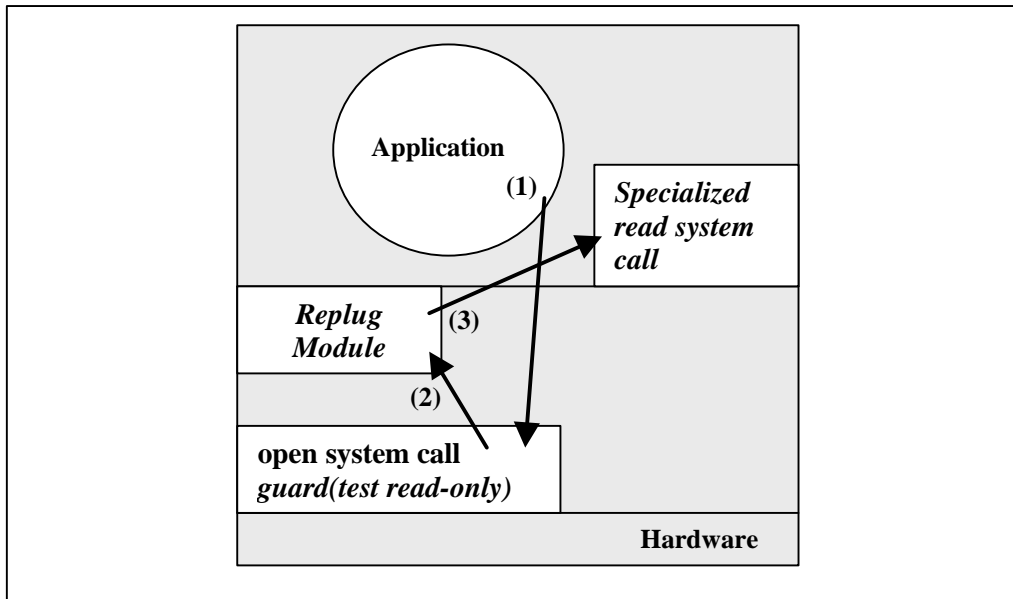 Application
(1)
Specialized
read system
call
Replug
Module
(3)
(2)
open system call
guard(test read-only)
Hardware